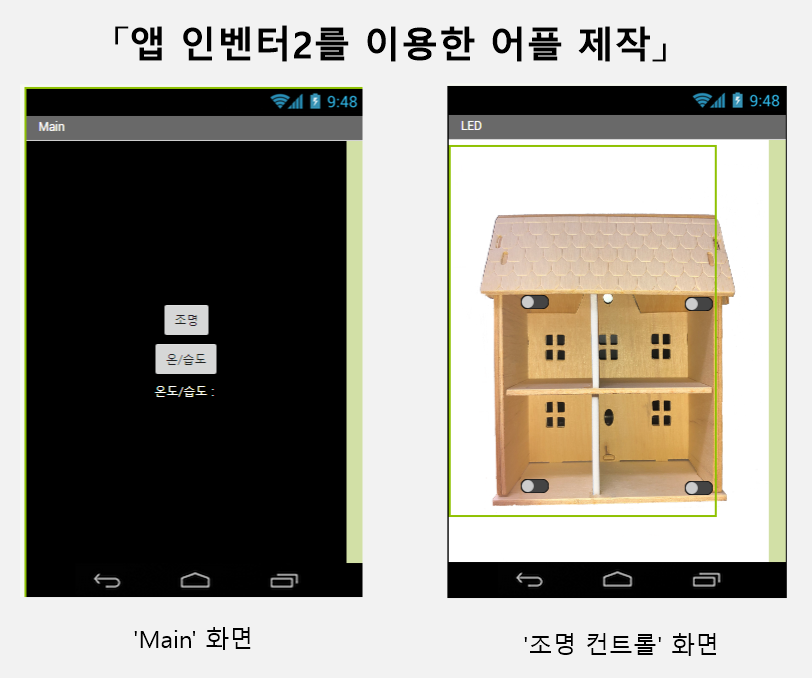 「앱 인벤터2를 이용한 어플 제작」
9:48
Main
조명
온/습도
온도/습도 :
'Main' 화면
9:48
LED
'조명 컨트롤' 화면